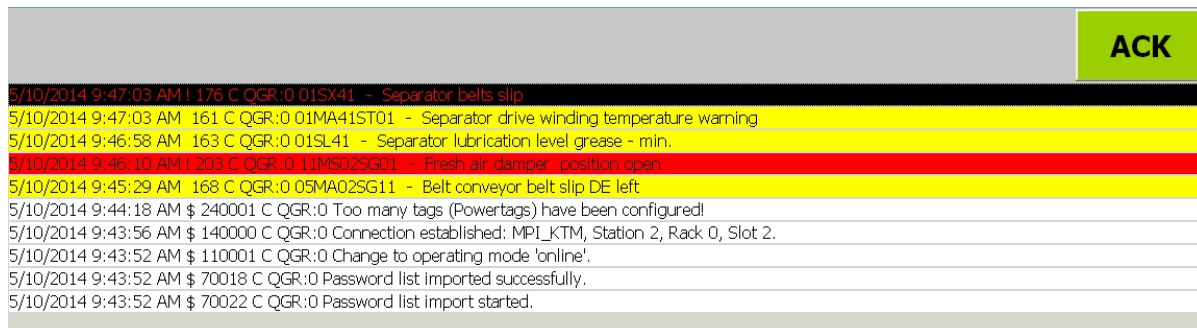 ACK
5/10/2014 9:47:03 AM ! 176 C QGR:0 01SX41 - Separator belts slip
5/10/2014 9:47:03 AM 161 C QGR:0 01MA41ST01 - Separator drive winding temperature warning
5/10/2014 9:46:58 AM 163 C QGR:0 01SL41 - Separator lubrication level grease - min.
5/10/2014 9:46:10 AM ! 203 C QGR:0 11MS02SG01 - Fresh air damper position open
5/10/2014 9:45:29 AM 168 C QGR:0 05MA02SG11 - Belt conveyor belt slip DE left
5/10/2014 9:44:18 AM $ 240001 C QGR:0 Too many tags (Powertags) have been configured!
5/10/2014 9:43:56 AM $ 140000 C QGR:0 Connection established: MPI_KTM, Station 2, Rack 0, Slot 2.
5/10/2014 9:43:52 AM $ 110001 C QGR:0 Change to operating mode 'online'.
5/10/2014 9:43:52 AM $ 70018 C QGR:0 Password list imported successfully.
5/10/2014 9:43:52 AM $ 70022 C QGR:0 Password list import started.